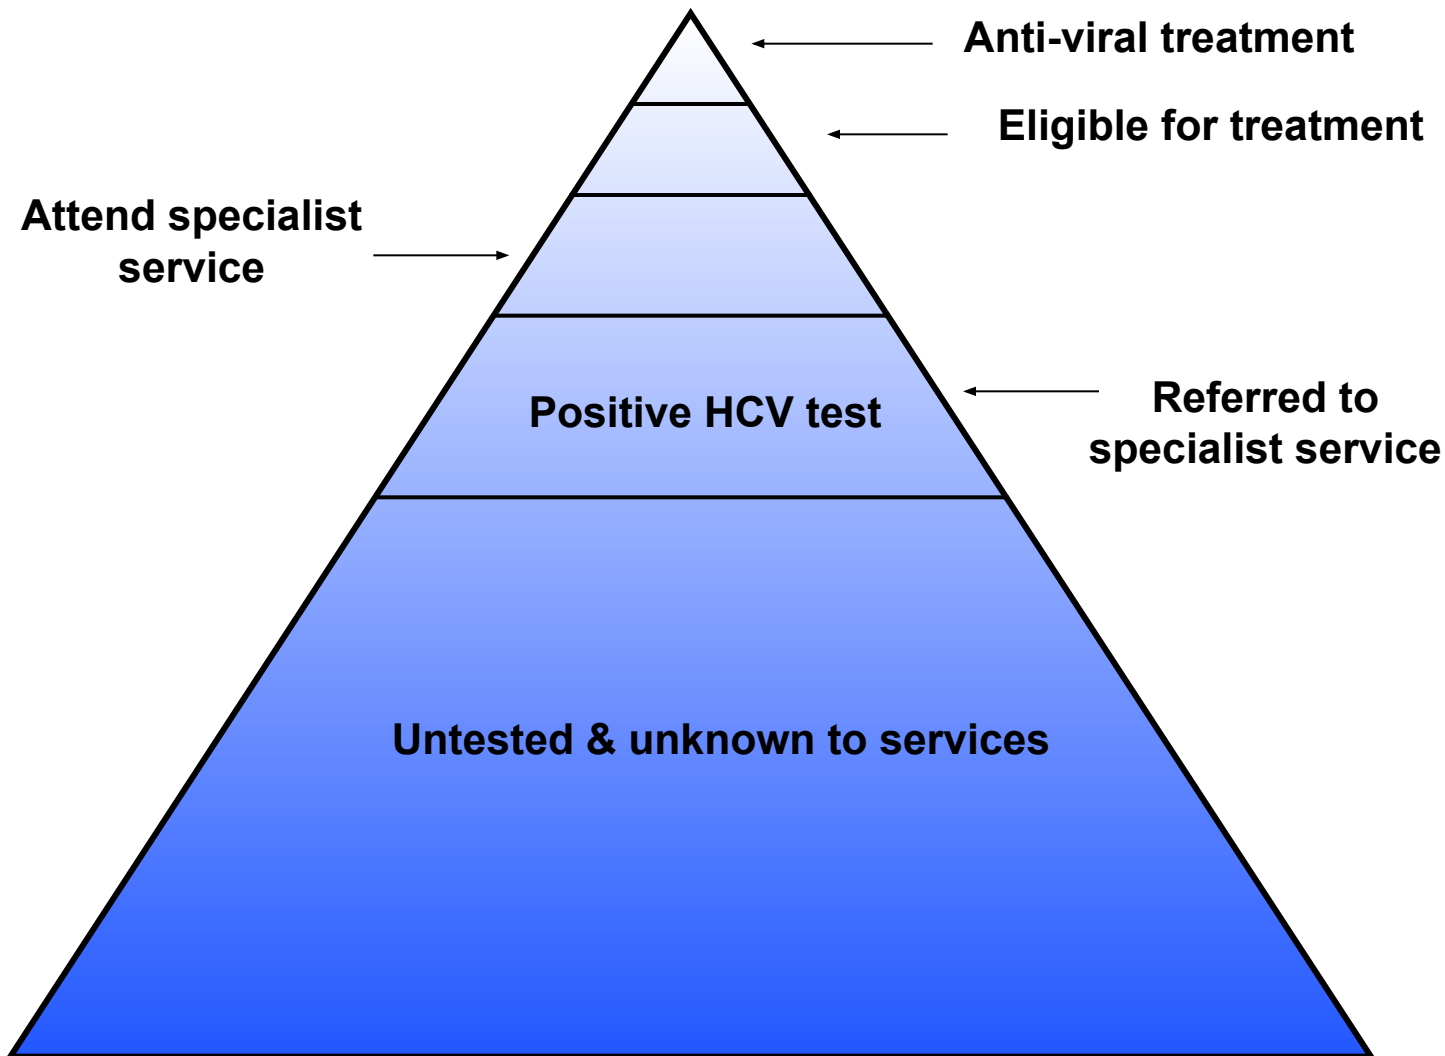 Anti-viral treatment
Eligible for treatment
Attend specialist
service
Referred to
specialist service
Positive HCV test
Untested & unknown to services